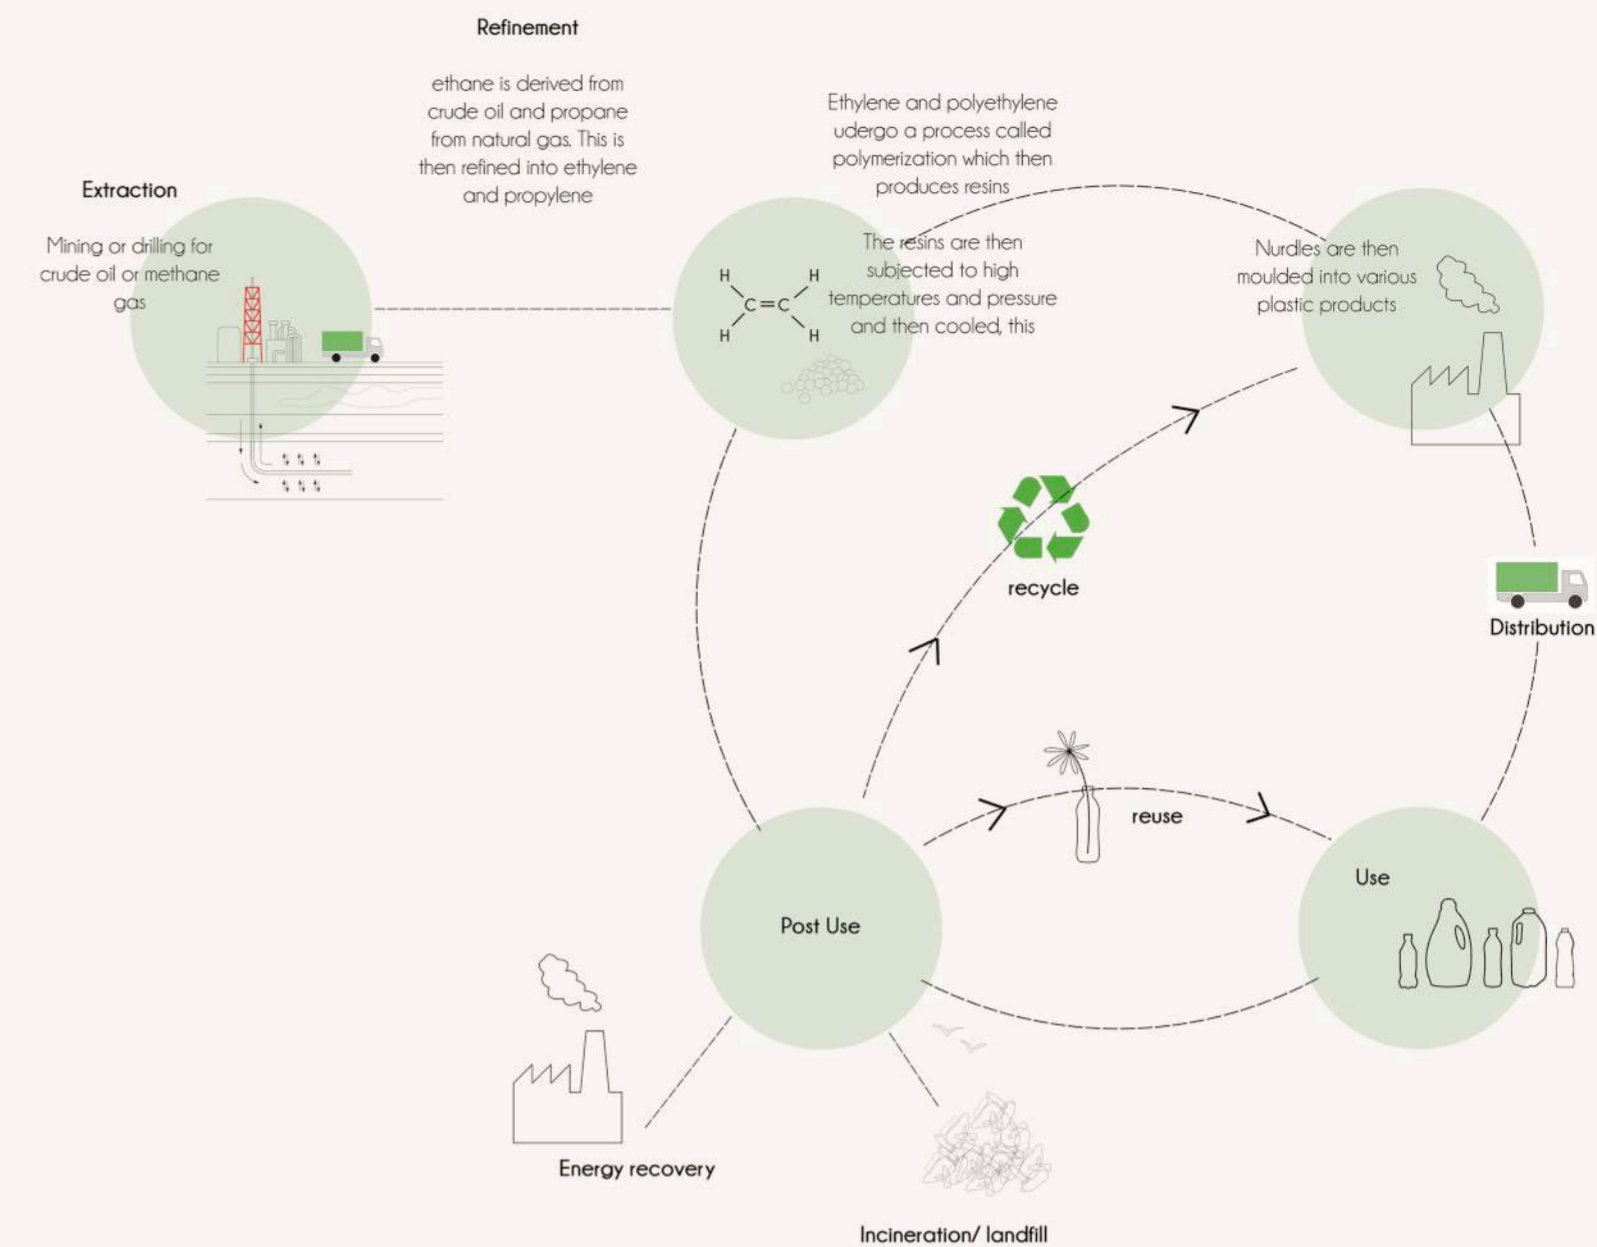 Refinement
ethane is derived from
crude oil and propane
from natural gas. This is
then refined into ethylene
and propylene
Extraction
Mining or drilling for
crude oil or methane
gas
Ethylene and polyethylene
udergo a process called
polymerization which then
produces resins
The resins are then
subjected to high
temperatures and pressure
and then cooled, this
H H
C=C
H H
Nurdles are then
moulded into various
plastic products
recycle
Distribution
reuse
Use
Post Use
Energy recovery
Incineration/ landfill